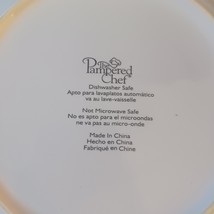 The
Pampered
Chef
Dishwasher Safe
Apto para lavaplatos automático
va au lave-vaisselle
Not Microwave Safe
No es apto para el microondas
ne va pas au micro-onde
Made In China
Hecho en China
Fabriqué en Chine